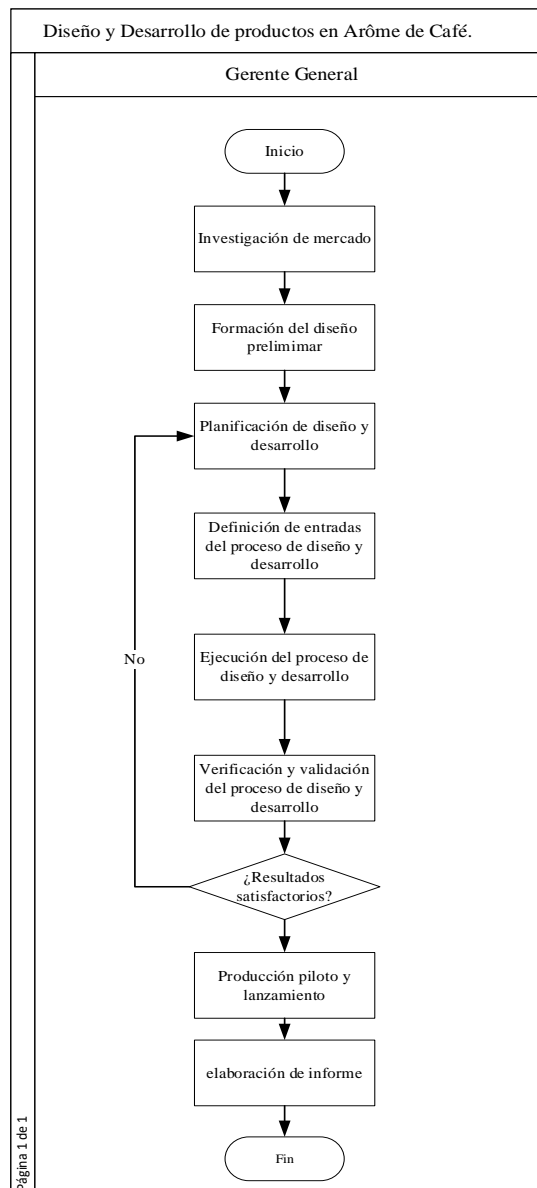 Diseño y Desarrollo de productos en Arôme de Café.
Gerente General
Inicio
Investigación de mercado
Formación del diseño
prelimimar
Planificación de diseño y
desarrollo
Definición de entradas
del proceso de diseño y
desarrollo
No
Ejecución del proceso de
diseño y desarrollo
Verificación y validación
del proceso de diseño y
desarrollo
¿Resultados
satisfactorios?
Producción piloto y
lanzamiento
elaboración de informe
Fin
Página 1 de 1